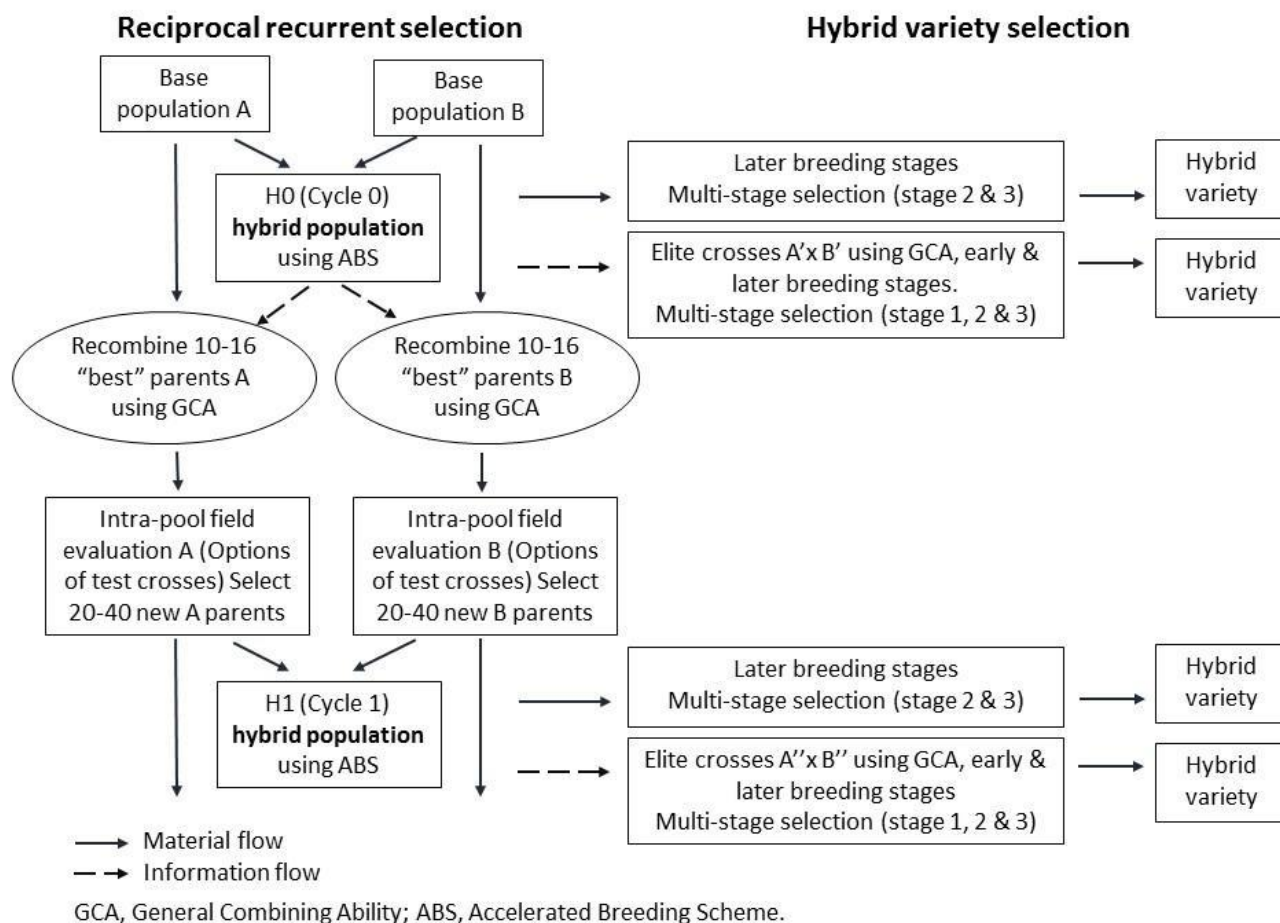 Reciprocal recurrent selection
Hybrid variety selection
Base
population A
Base
population B
H0 (Cycle 0)
hybrid population
using ABS
Later breeding stages
Multi-stage selection (stage 2 & 3)
Hybrid
variety
Elite crosses A'x B' using GCA, early &
later breeding stages.
Multi-stage selection (stage 1, 2 & 3)
Hybrid
variety
Recombine 10-16
“best” parents A
using GCA
Recombine 10-16
“best” parents B
using GCA
Intra-pool field
evaluation A (Options
of test crosses) Select
20-40 new A parents
Intra-pool field
evaluation B (Options
of test crosses) Select
20-40 new B parents
H1 (Cycle 1)
hybrid population
using ABS
Later breeding stages
Multi-stage selection (stage 2 & 3)
Hybrid
variety
Elite crosses A''x B'' using GCA, early &
later breeding stages
Multi-stage selection (stage 1, 2 & 3)
Hybrid
variety
Material flow
Information flow
GCA, General Combining Ability; ABS, Accelerated Breeding Scheme.